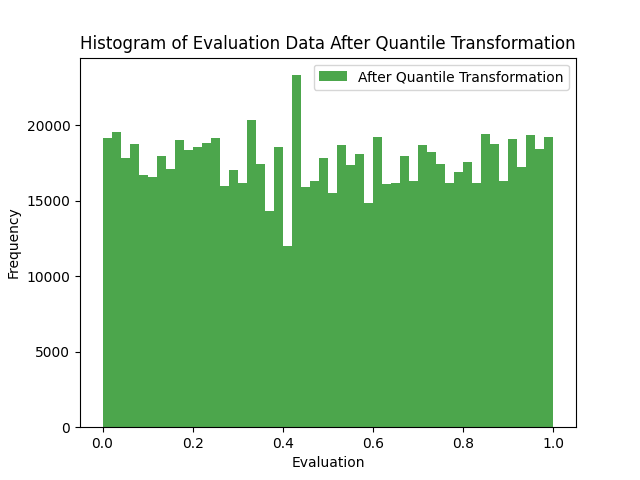 Histogram of Evaluation Data After Quantile Transformation
After Quantile Transformation
20000
15000
10000
5000
0
Frequency
0.0 0.2 0.4 0.6 0.8 1.0
Evaluation